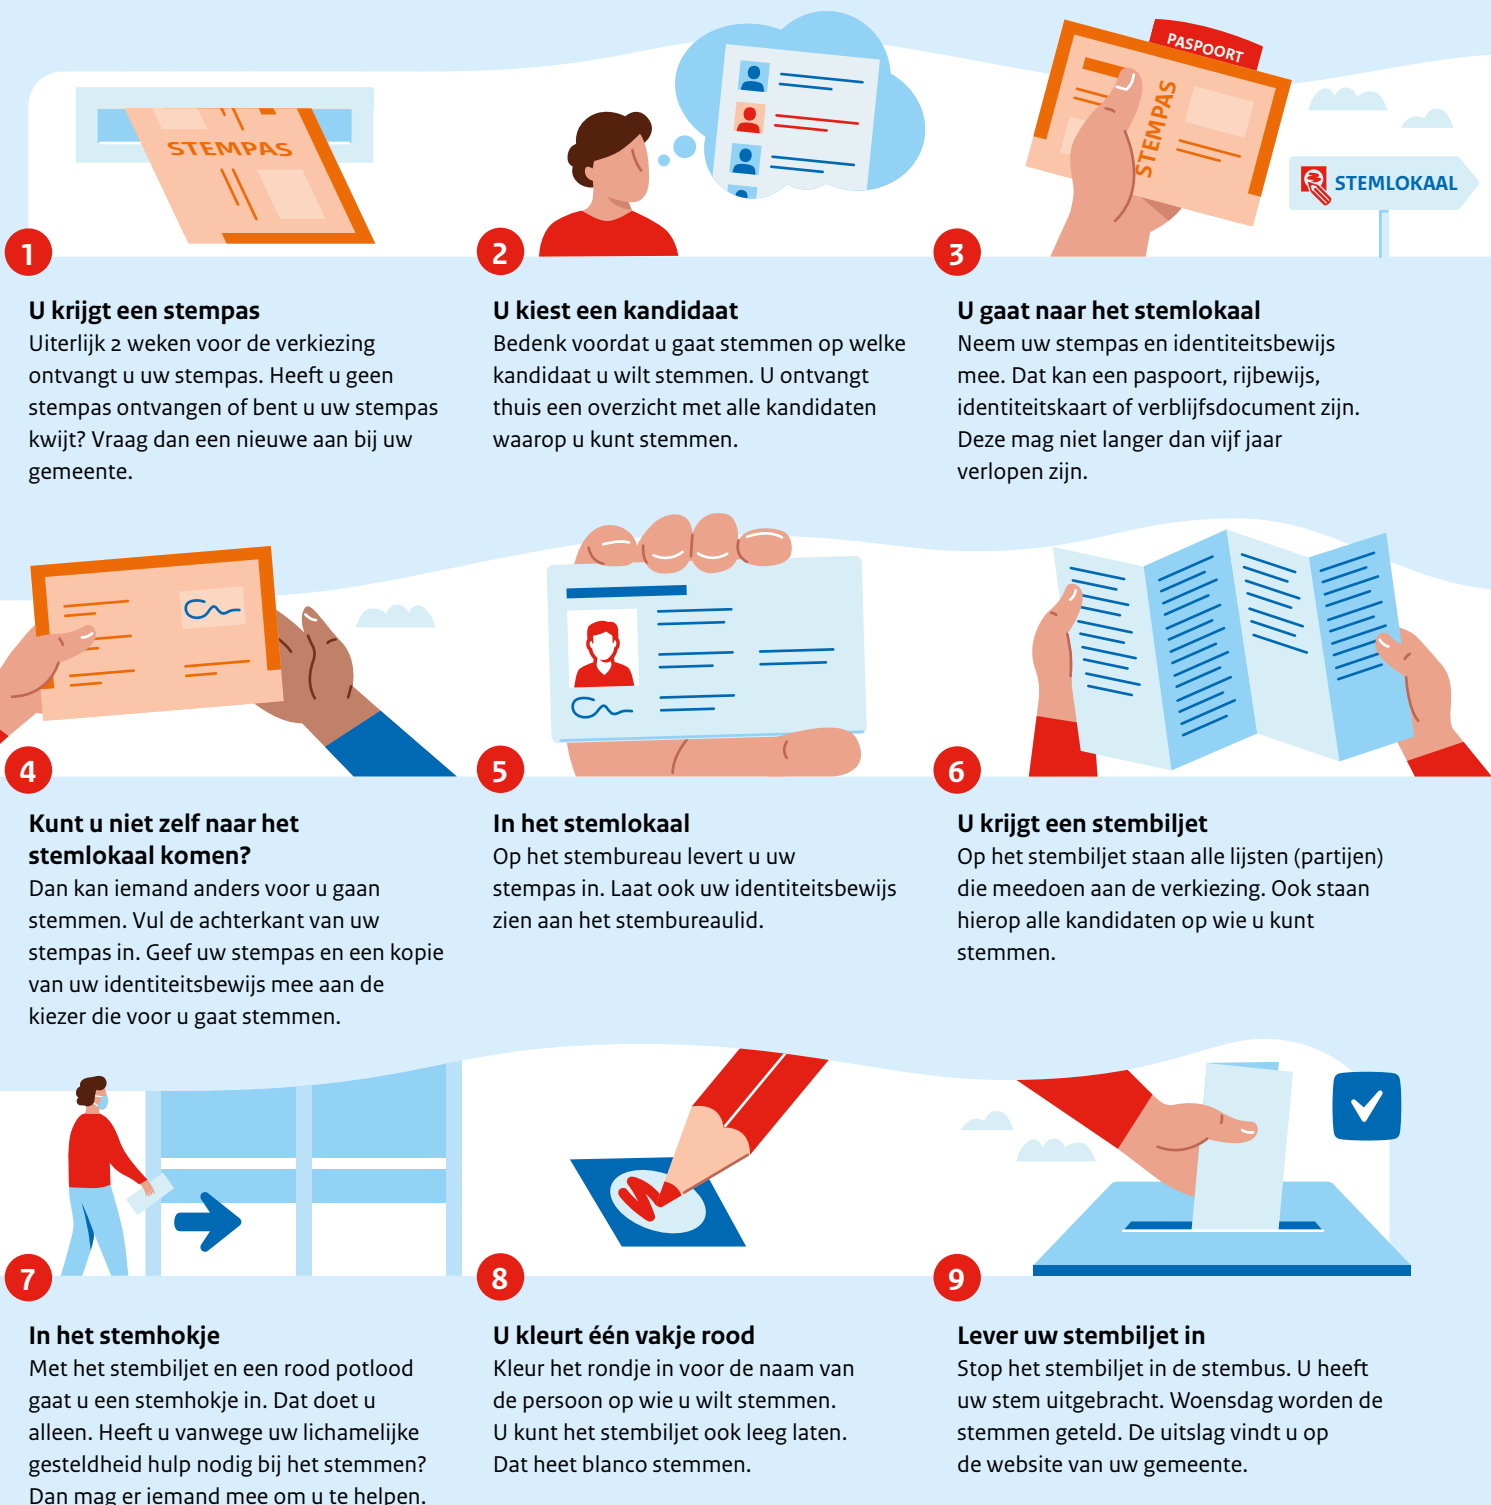 STEMPAS
PASPOORT
STEMPAS
STEMLOKAAL
1
U krijgt een stempas
Uiterlijk 2 weken voor de verkiezing
ontvangt u uw stempas. Heeft u geen
stempas ontvangen of bent u uw stempas
kwijt? Vraag dan een nieuwe aan bij uw
gemeente.
2
U kiest een kandidaat
Bedenk voordat u gaat stemmen op welke
kandidaat u wilt stemmen. U ontvangt
thuis een overzicht met alle kandidaten
waarop u kunt stemmen.
3
U gaat naar het stemlokaal
Neem uw stempas en identiteitsbewijs
mee. Dat kan een paspoort, rijbewijs,
identiteitskaart of verblijfsdocument zijn.
Deze mag niet langer dan vijf jaar
verlopen zijn.
4
Kunt u niet zelf naar het
stemlokaal komen?
Dan kan iemand anders voor u gaan
stemmen. Vul de achterkant van uw
stempas in. Geef uw stempas en een kopie
van uw identiteitsbewijs mee aan de
kiezer die voor u gaat stemmen.
5
In het stemlokaal
Op het stembureau levert u uw
stempas in. Laat ook uw identiteitsbewijs
zien aan het stembureaulid.
6
U krijgt een stembiljet
Op het stembiljet staan alle lijsten (partijen)
die meedoen aan de verkiezing. Ook staan
hierop alle kandidaten op wie u kunt
stemmen.
7
In het stemhokje
Met het stembiljet en een rood potlood
gaat u een stemhokje in. Dat doet u
alleen. Heeft u vanwege uw lichamelijke
gesteldheid hulp nodig bij het stemmen?
Dan mag er iemand mee om u te helpen.
8
U kleurt één vakje rood
Kleur het rondje in voor de naam van
de persoon op wie u wilt stemmen.
U kunt het stembiljet ook leeg laten.
Dat heet blanco stemmen.
9
Lever uw stembiljet in
Stop het stembiljet in de stembus. U heeft
uw stem uitgebracht. Woensdag worden de
stemmen geteld. De uitslag vindt u op
de website van uw gemeente.